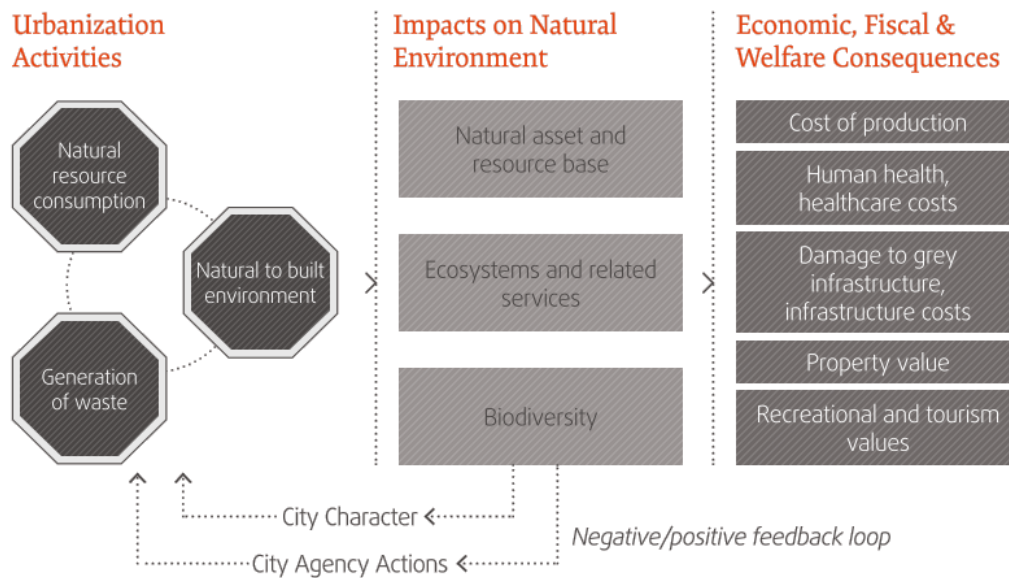 Urbanization
Activities
Natural
resource
consumption
Natural to built
environment
Generation
of waste
Impacts on Natural
Environment
Natural asset and
resource base
Ecosystems and related
services
Biodiversity
Economic, Fiscal &
Welfare Consequences
Cost of production
Human health,
healthcare costs
Damage to grey
infrastructure,
infrastructure costs
Property value
Recreational and tourism
values
City Character
Negative/positive feedback loop
City Agency Actions